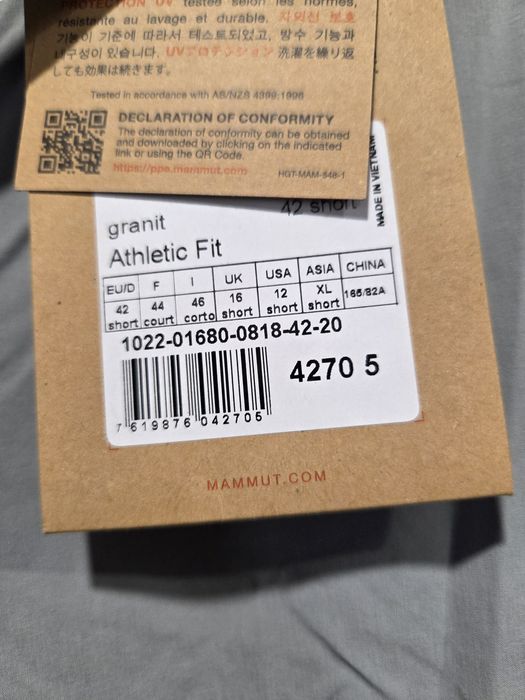 PROTECTION UV testée selon les normes,
résistante au lavage et durable. 자외선 보호
기능이 기준에 따라서 테스트되었고, 방수 기능과
내구성이 있습니다. UVプロテクション 洗濯を繰り返
しても効果は続きます。
Tested in accordance with AS/NZS 4399:1996
DECLARATION OF CONFORMITY
The declaration of conformity can be obtained
and downloaded by clicking on the indicated
link or using the QR Code.
https://ppe.mammut.com
HGT-MAM-548-1
MADE IN VIETNAM
42 short
granit
Athletic Fit
EU/D F I UK USA ASIA CHINA
42 44 46 16 12 XL 165/82A
short court corto short short short
1022-01680-0818-42-20
4270 5
7 619876 042705
MAMMUT.COM